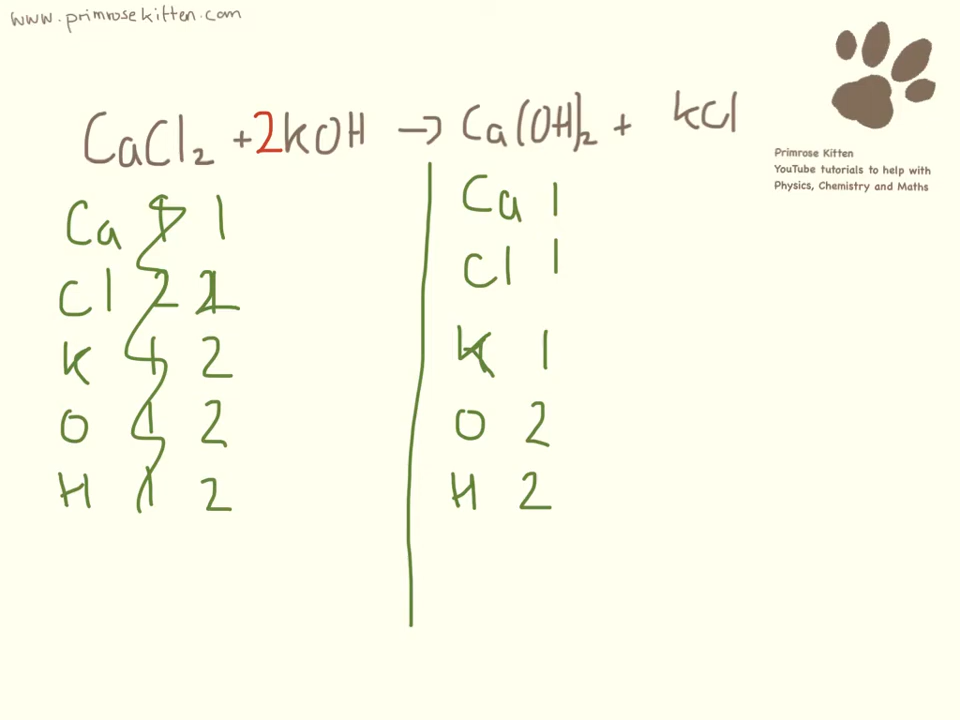 www.primrosekitten.com
CaCl₂ + 2KOH → Ca(OH)₂ + KCl
Primrose Kitten
YouTube tutorials to help with
Physics, Chemistry and Maths
Ca 1 1 Ca 1
Cl 2 2 Cl 1
K 1 2 K 1
O 1 2 O 2
H 1 2 H 2